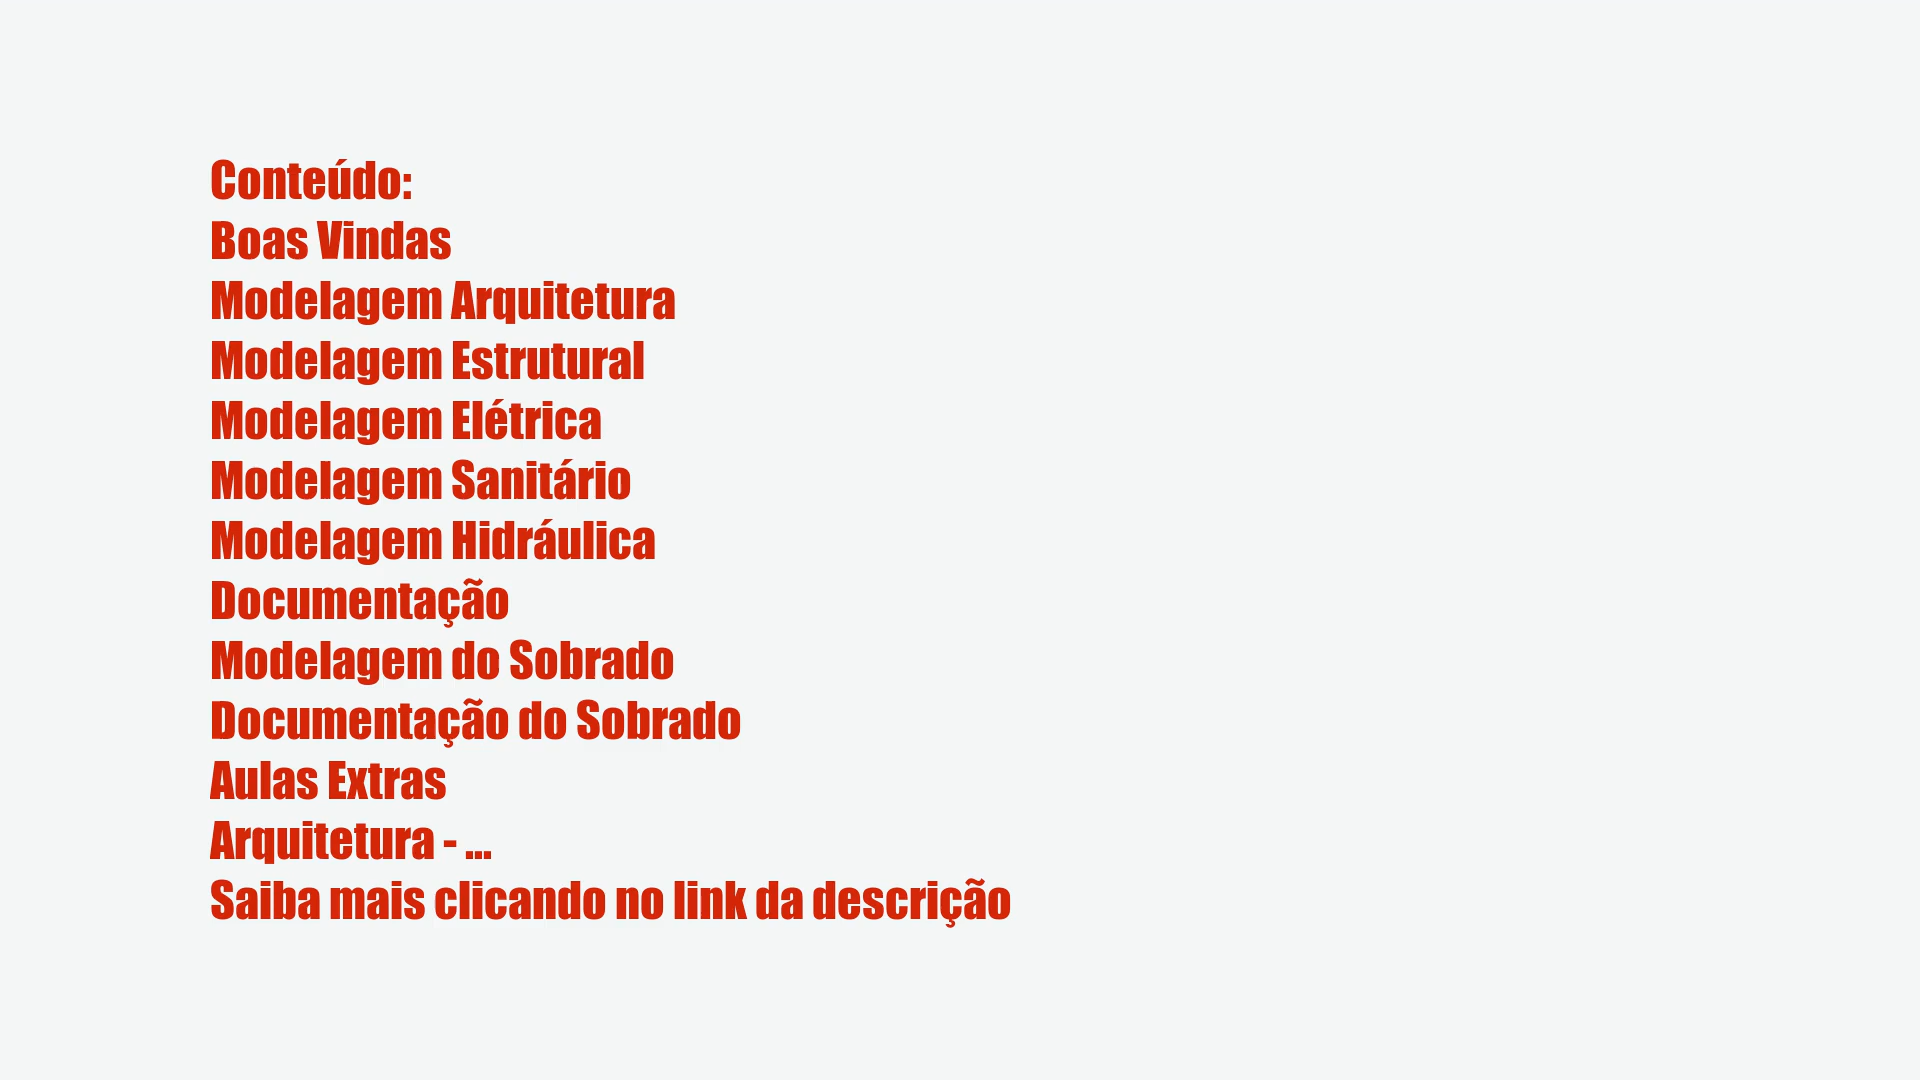 Conteúdo:
Boas Vindas
Modelagem Arquitetura
Modelagem Estrutural
Modelagem Elétrica
Modelagem Sanitário
Modelagem Hidráulica
Documentação
Modelagem do Sobrado
Documentação do Sobrado
Aulas Extras
Arquitetura - ...
Saiba mais clicando no link da descrição